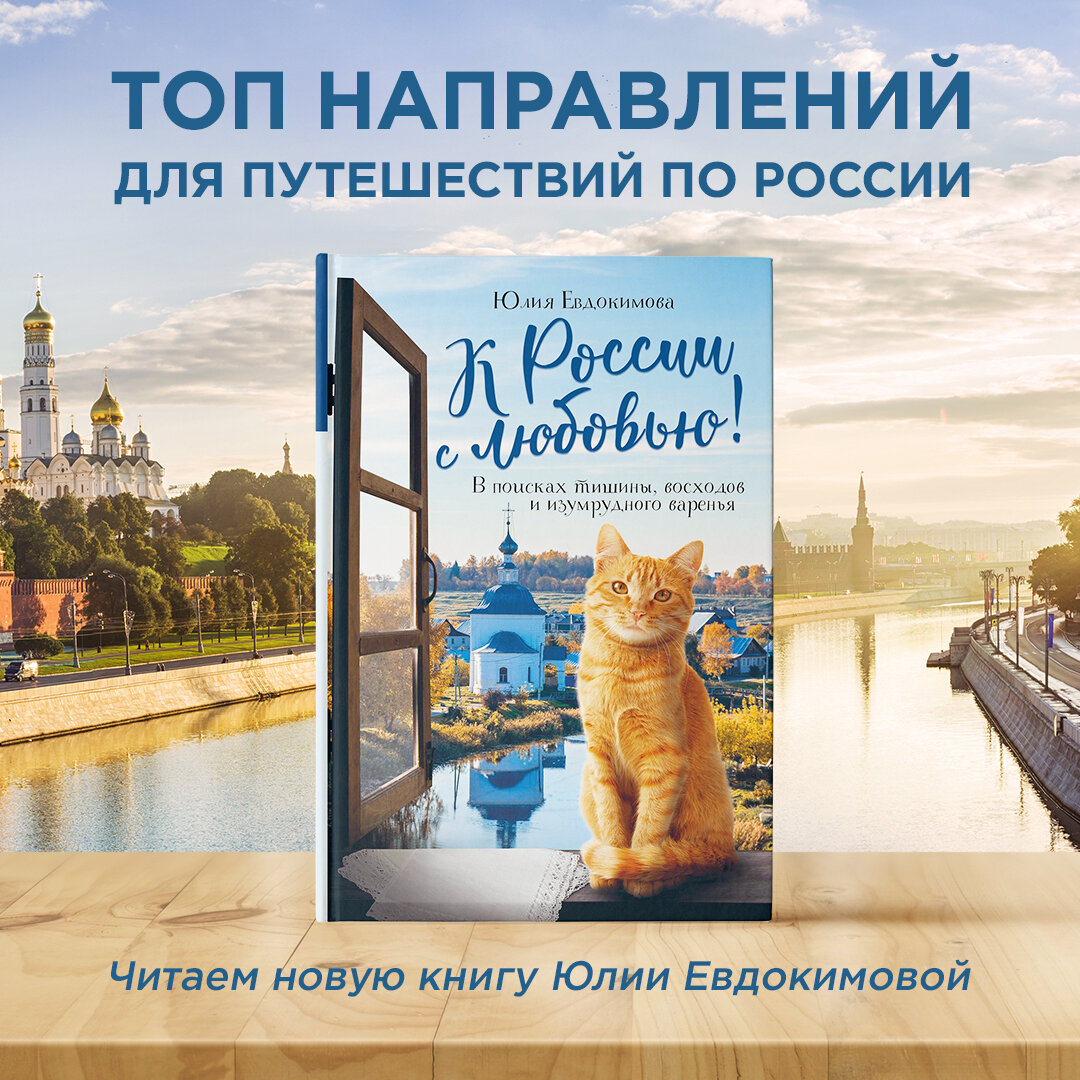 ТОП НАПРАВЛЕНИЙ
ДЛЯ ПУТЕШЕСТВИЙ ПО РОССИИ
Юлия Евдокимова
К России
с любовью!
В поисках тишины, восходов
и изумрудного варенья
Читаем новую книгу Юлии Евдокимовой